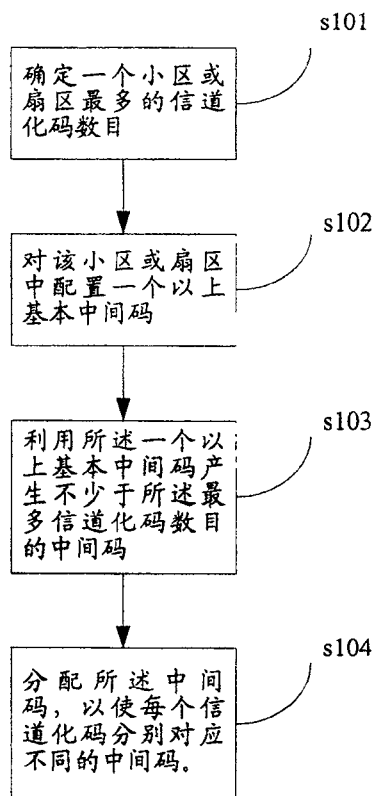 s101
确定一个小区或
扇区最多的信道
化码数目
s102
对该小区或扇区
中配置一个以上
基本中间码
s103
利用所述一个以
上基本中间码产
生不少于所述最
多信道化码数目
的中间码
s104
分配所述中间
码，以使每个信
道化码分别对应
不同的中间码。